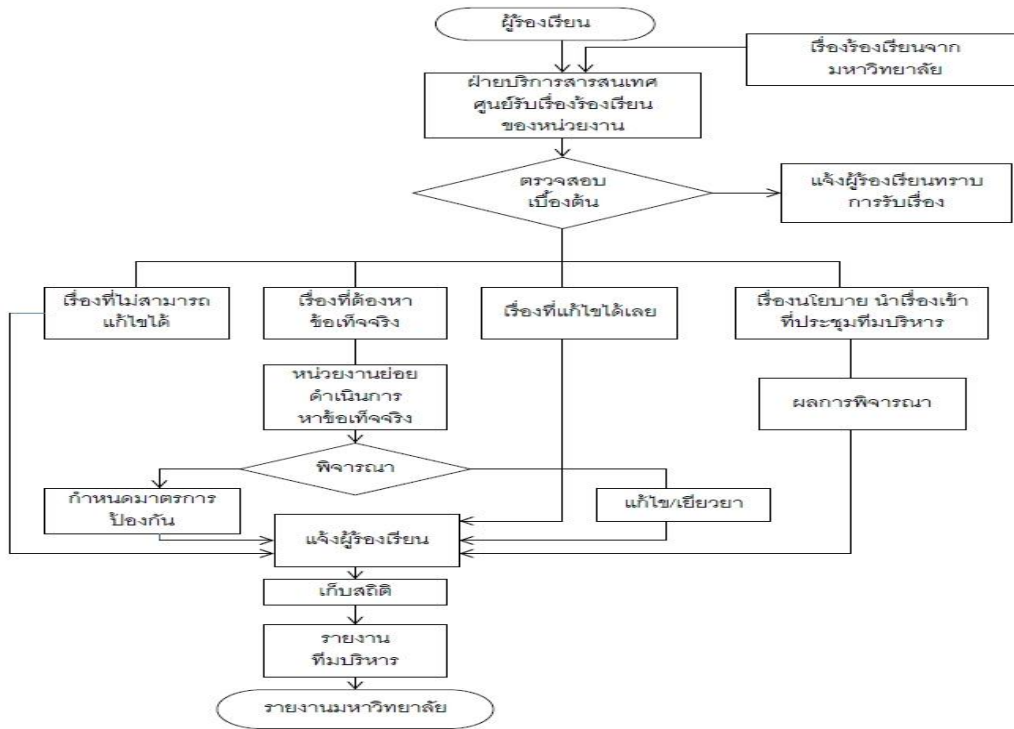 ผู้ร้องเรียน
เรื่องร้องเรียนจาก
มหาวิทยาลัย
ฝ่ายบริการสารสนเทศ
ศูนย์รับเรื่องร้องเรียน
ของหน่วยงาน
ตรวจสอบ
เบื้องต้น
แจ้งผู้ร้องเรียนทราบ
การรับเรื่อง
เรื่องที่ไม่สามารถ
แก้ไขได้
เรื่องที่ต้องหา
ข้อเท็จจริง
เรื่องที่แก้ไขได้เลย
เรื่องนโยบาย นำเรื่องเข้า
ที่ประชุมทีมบริหาร
หน่วยงานย่อย
ดำเนินการ
หาข้อเท็จจริง
ผลการพิจารณา
พิจารณา
กำหนดมาตรการ
ป้องกัน
แก้ไข/เยียวยา
แจ้งผู้ร้องเรียน
เก็บสถิติ
รายงาน
ทีมบริหาร
รายงานมหาวิทยาลัย